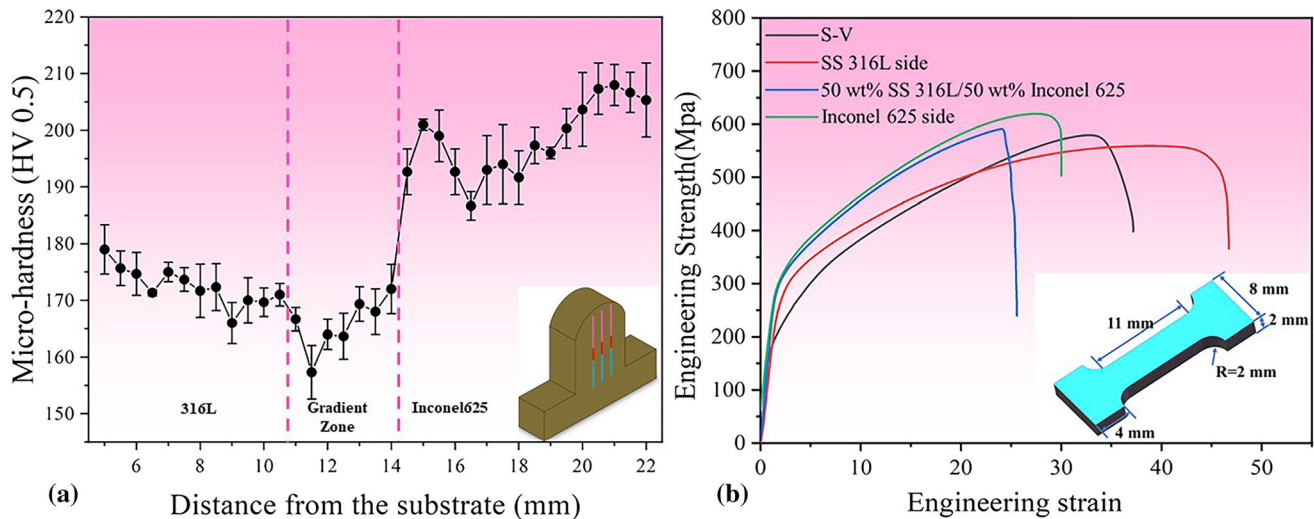 220
210
200
190
180
170
160
150
Micro-hardness (HV 0.5)
316L
Gradient
Zone
Inconel625
6 8 10 12 14 16 18 20 22
(a)
Distance from the substrate (mm)
800
700
600
500
400
300
200
100
0
Engineering Strength(Mpa)
S-V
SS 316L side
50 wt% SS 316L/50 wt% Inconel 625
Inconel 625 side
8 mm
2 mm
11 mm
R=2 mm
4 mm
0 10 20 30 40 50
(b)
Engineering strain